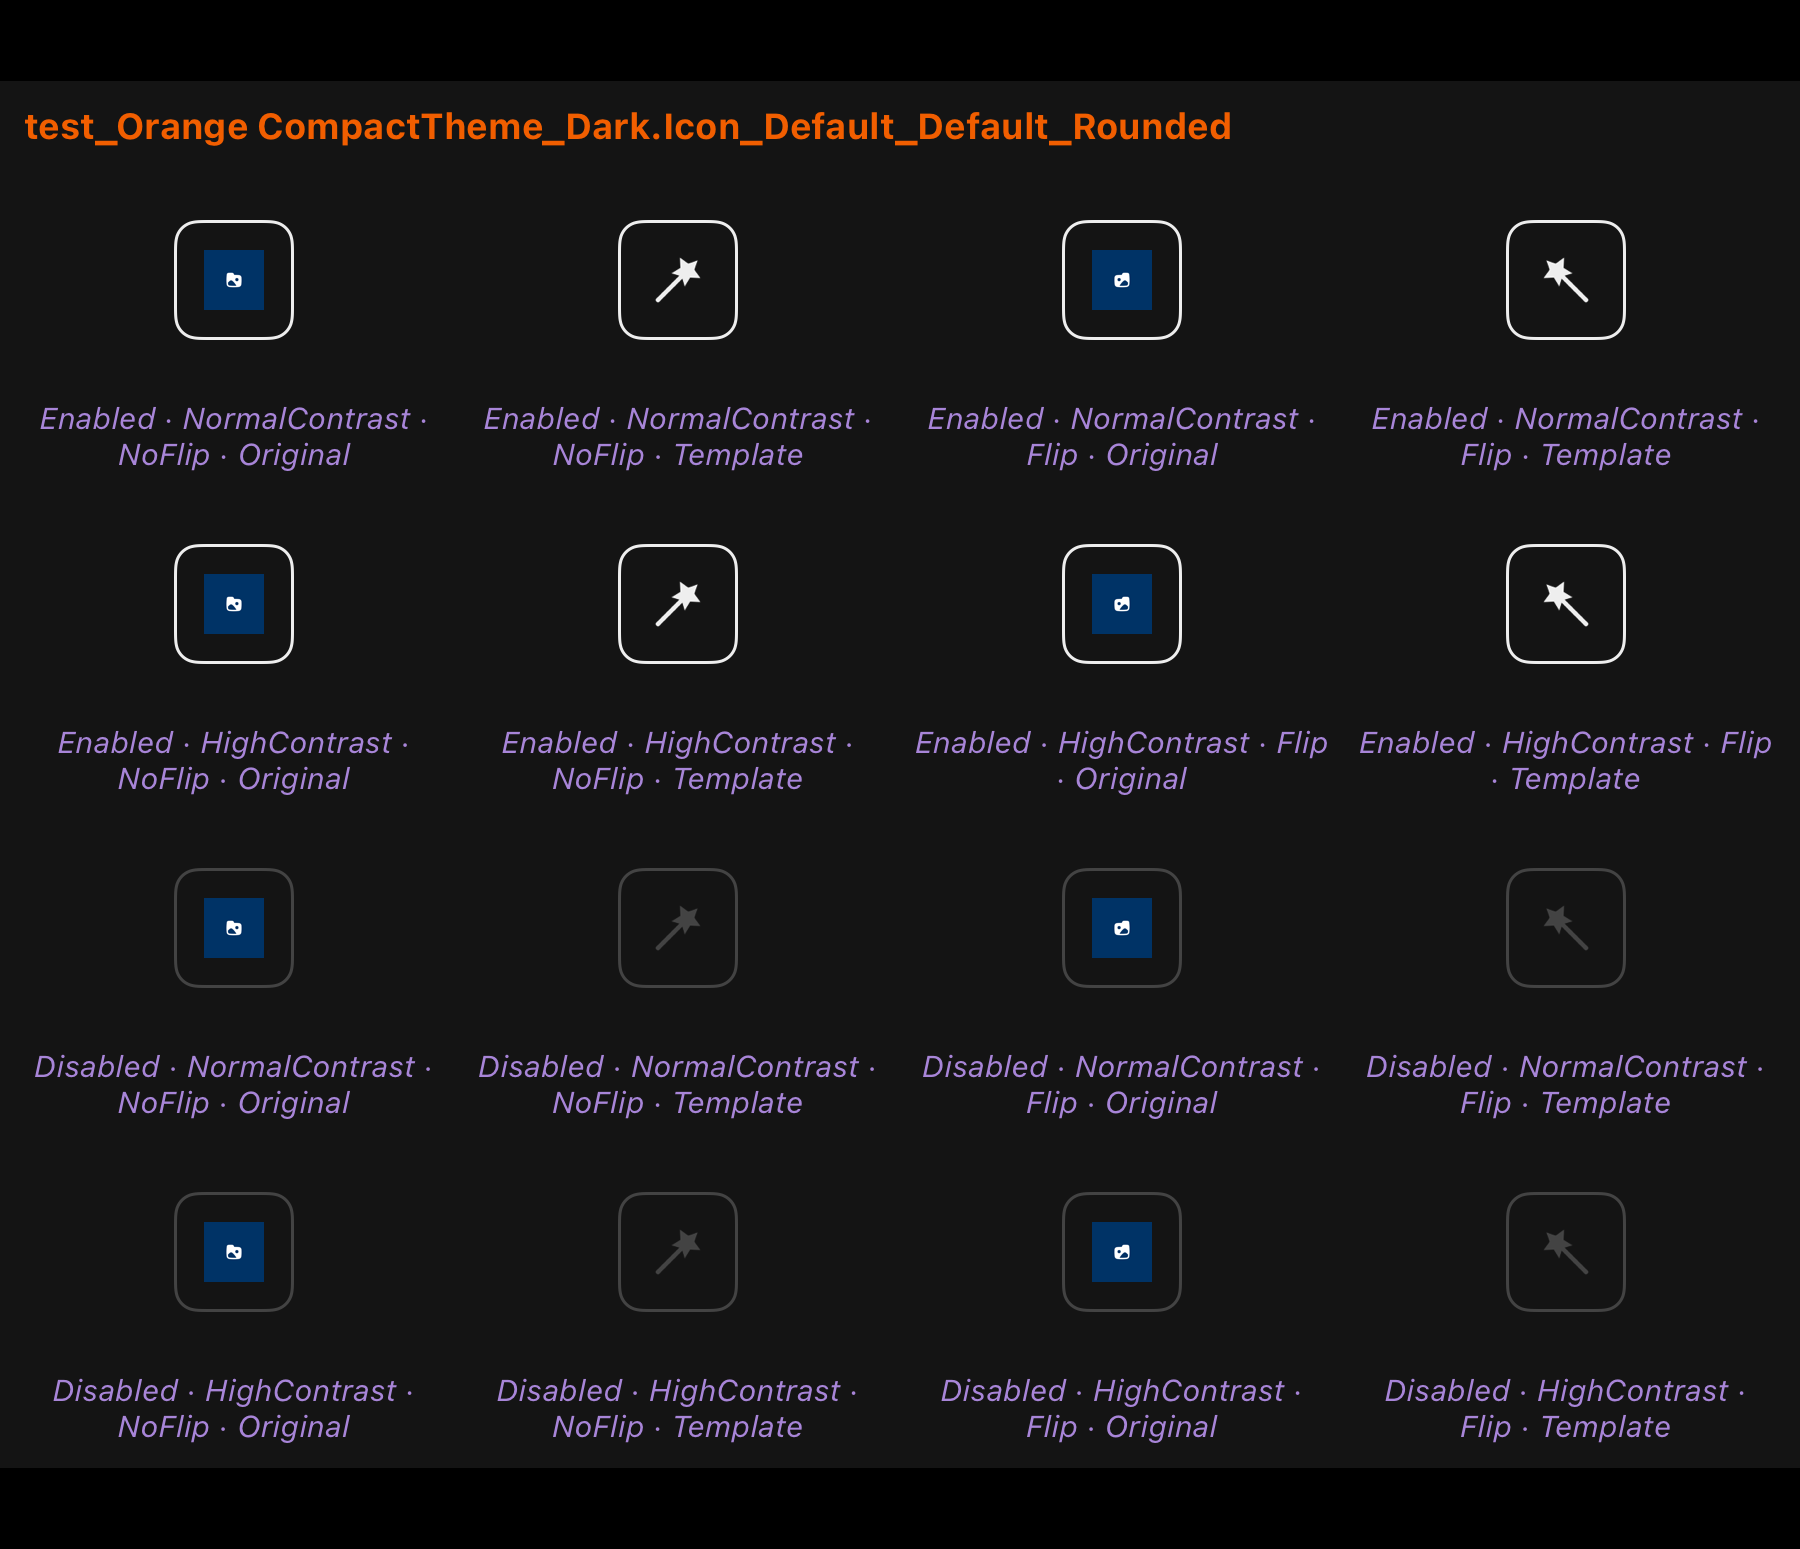 test_Orange CompactTheme_Dark.Icon_Default_Default_Rounded
Enabled · NormalContrast ·
NoFlip · Original
Enabled · NormalContrast ·
NoFlip · Template
Enabled · NormalContrast ·
Flip · Original
Enabled · NormalContrast ·
Flip · Template
Enabled · HighContrast ·
NoFlip · Original
Enabled · HighContrast ·
NoFlip · Template
Enabled · HighContrast · Flip
· Original
Enabled · HighContrast · Flip
· Template
Disabled · NormalContrast ·
NoFlip · Original
Disabled · NormalContrast ·
NoFlip · Template
Disabled · NormalContrast ·
Flip · Original
Disabled · NormalContrast ·
Flip · Template
Disabled · HighContrast ·
NoFlip · Original
Disabled · HighContrast ·
NoFlip · Template
Disabled · HighContrast ·
Flip · Original
Disabled · HighContrast ·
Flip · Template